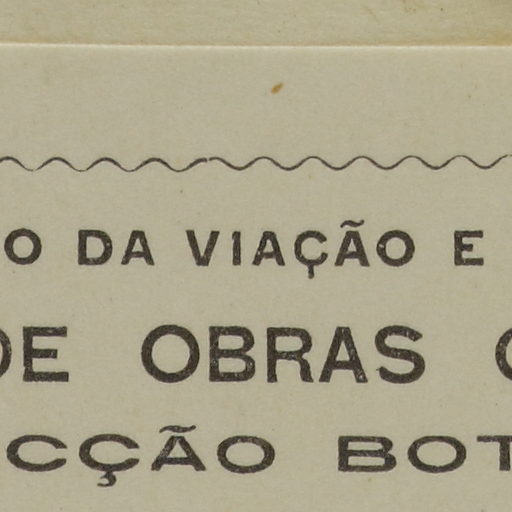 O DA VIAÇÃO E
DE OBRAS
CÇÃO BOT